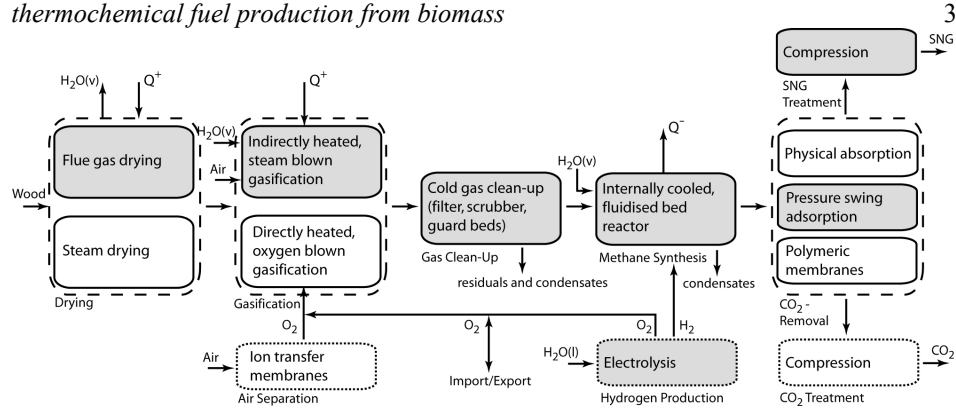 thermochemical fuel production from biomass
3
Compression
SNG
SNG
Treatment
H₂O(v)
Q⁺
Q⁺
Flue gas drying
H₂O(v)
Air
Indirectly heated,
steam blown
gasification
Wood
Steam drying
Drying
Directly heated,
oxygen blown
gasification
Gasification
Cold gas clean-up
(filter, scrubber,
guard beds)
Gas Clean-Up
residuals and condensates
H₂O(v)
Q⁻
Internally cooled,
fluidised bed
reactor
Methane Synthesis
condensates
Physical absorption
Pressure swing
adsorption
Polymeric
membranes
CO₂ -
Removal
O₂
O₂
O₂
H₂
Air
Ion transfer
membranes
Air Separation
Import/Export
H₂O(l)
Electrolysis
Hydrogen Production
Compression
CO₂
CO₂ Treatment